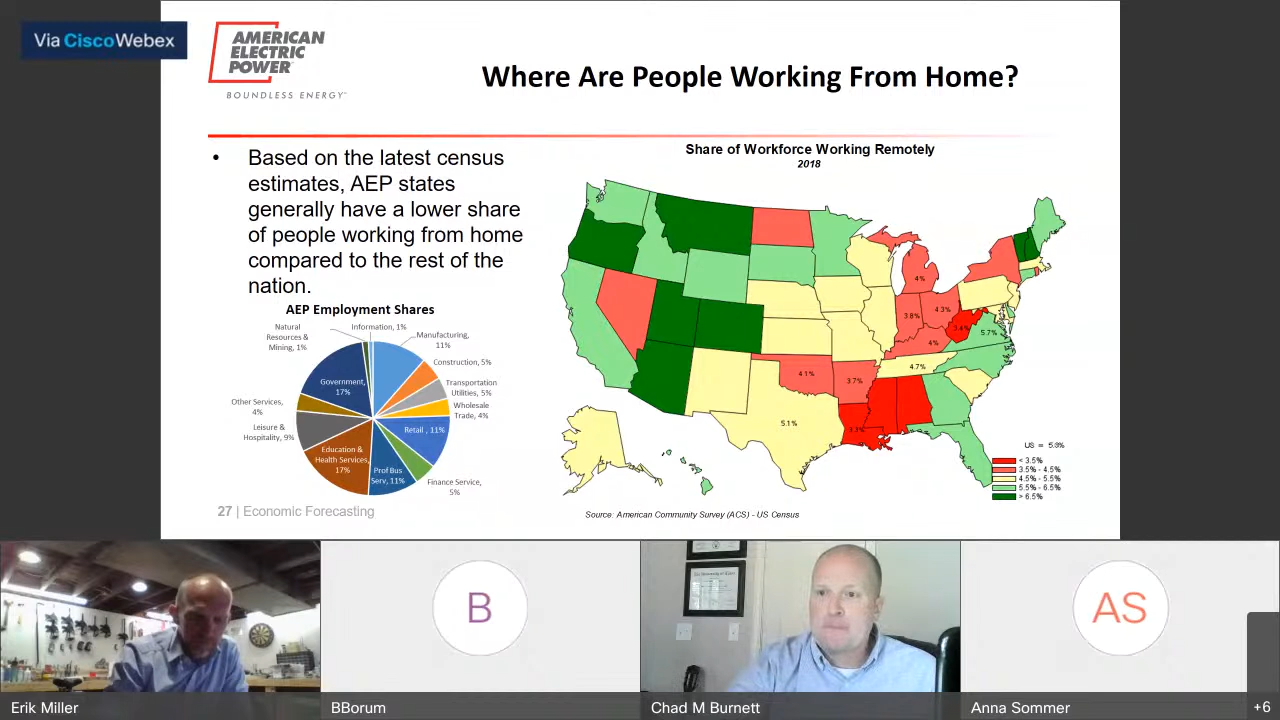 Via Cisco Webex
AMERICAN
ELECTRIC
POWER
BOUNDLESS ENERGY
Where Are People Working From Home?
• Based on the latest census
estimates, AEP states
generally have a lower share
of people working from home
compared to the rest of the
nation.
AEP Employment Shares
Natural
Resources &
Mining, 1%
Information, 1%
Manufacturing,
11%
Construction, 5%
Transportation
Utilities, 5%
Wholesale
Trade, 4%
Retail , 11%
Finance Service,
5%
Prof Bus
Serv, 11%
Education &
Health Services,
17%
Leisure &
Hospitality, 9%
Other Services,
4%
Government,
17%
27 | Economic Forecasting
Share of Workforce Working Remotely
2018
4%
4.3%
3.8%
3.4%
5.7%
4%
4.7%
4.1%
3.7%
5.1%
US = 5.3%
< 3.5%
3.5% - 4.5%
4.5% - 5.5%
5.5% - 6.5%
> 6.5%
Source: American Community Survey (ACS) - US Census
B
AS
Erik Miller
BBorum
Chad M Burnett
Anna Sommer
+6